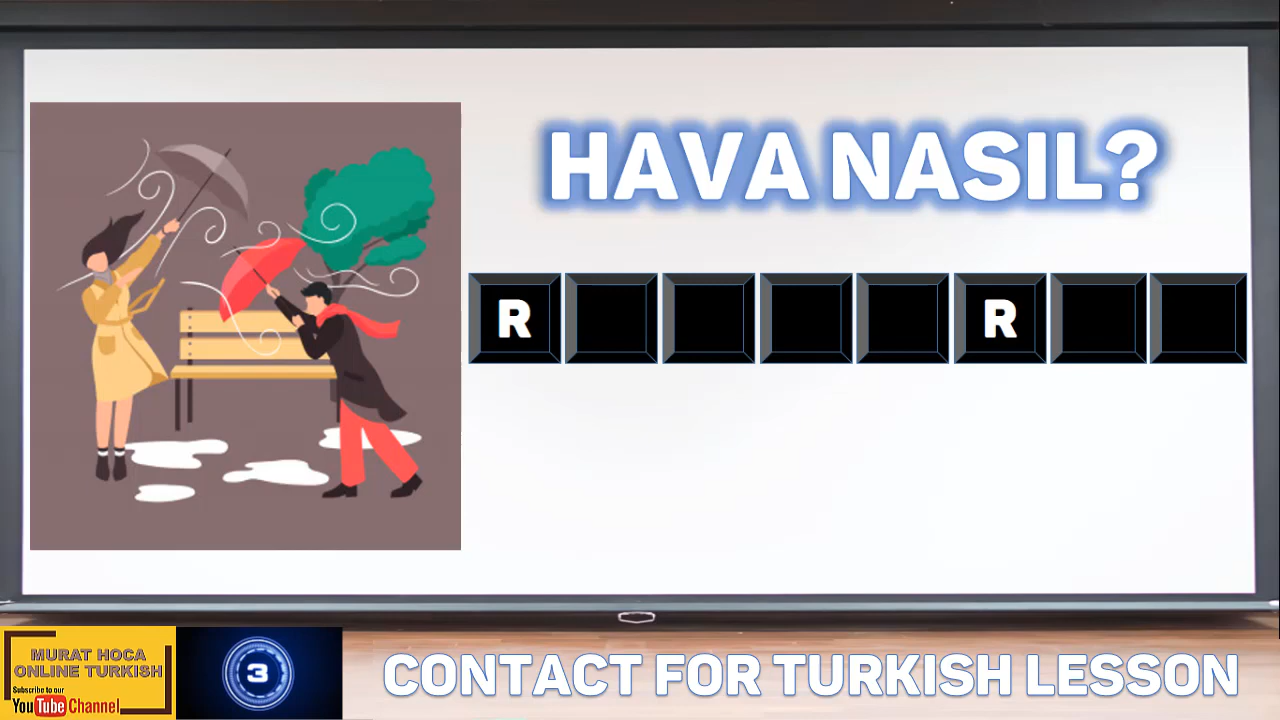 HAVA NASIL?
R R
MURAT HOCA
ONLINE TURKISH
Subscribe to our
YouTube Channel
3
CONTACT FOR TURKISH LESSON